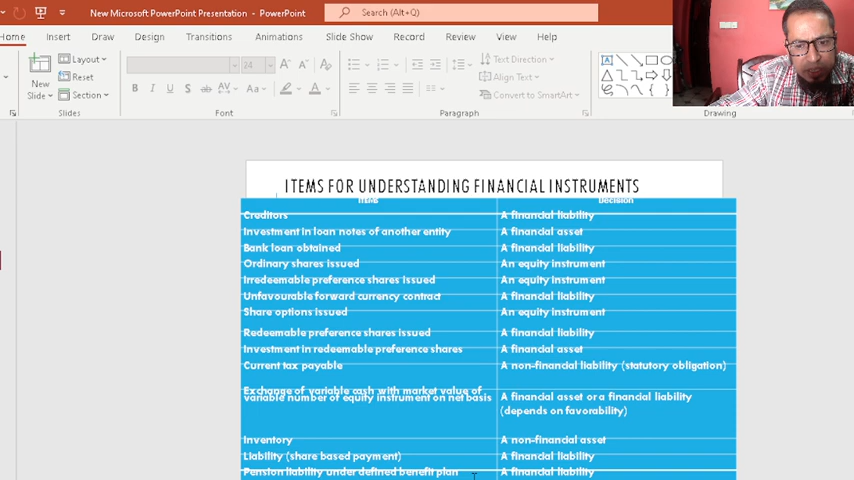 New Microsoft PowerPoint Presentation - PowerPoint
Search (Alt+Q)
Home Insert Draw Design Transitions Animations Slide Show Record Review View Help
New Slide
Layout
Reset
Section
24
B I U S ab AV Aa A
Text Direction
Align Text
Convert to SmartArt
Slides Font Paragraph Drawing
ITEMS FOR UNDERSTANDING FINANCIAL INSTRUMENTS
ITEMS Decision
Creditors A financial liability
Investment in loan notes of another entity A financial asset
Bank loan obtained A financial liability
Ordinary shares issued An equity instrument
Irredeemable preference shares issued An equity instrument
Unfavourable forward currency contract A financial liability
Share options issued An equity instrument
Redeemable preference shares issued A financial liability
Investment in redeemable preference shares A financial asset
Current tax payable A non-financial liability (statutory obligation)
Exchange of variable cash with market value of
variable number of equity instrument on net basis A financial asset or a financial liability
(depends on favorability)
Inventory A non-financial asset
Liability (share based payment) A financial liability
Pension liability under defined benefit plan A financial liability